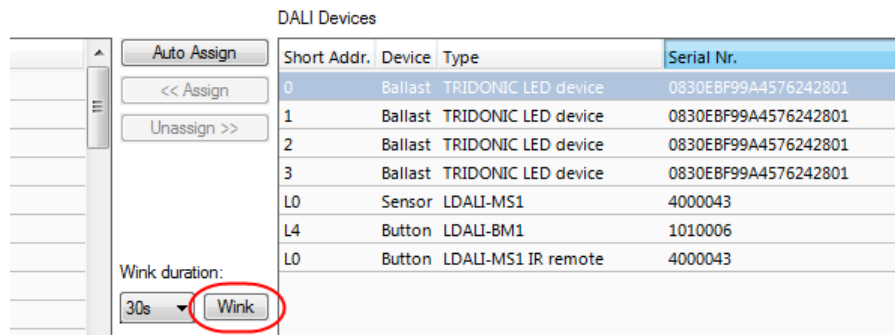 DALI Devices
Auto Assign
<< Assign
Unassign >>
Wink duration:
30s Wink
Short Addr. Device Type Serial Nr.
0 Ballast TRIDONIC LED device 0830EBF99A4576242801
1 Ballast TRIDONIC LED device 0830EBF99A4576242801
2 Ballast TRIDONIC LED device 0830EBF99A4576242801
3 Ballast TRIDONIC LED device 0830EBF99A4576242801
L0 Sensor LDALI-MS1 4000043
L4 Button LDALI-BM1 1010006
L0 Button LDALI-MS1 IR remote 4000043